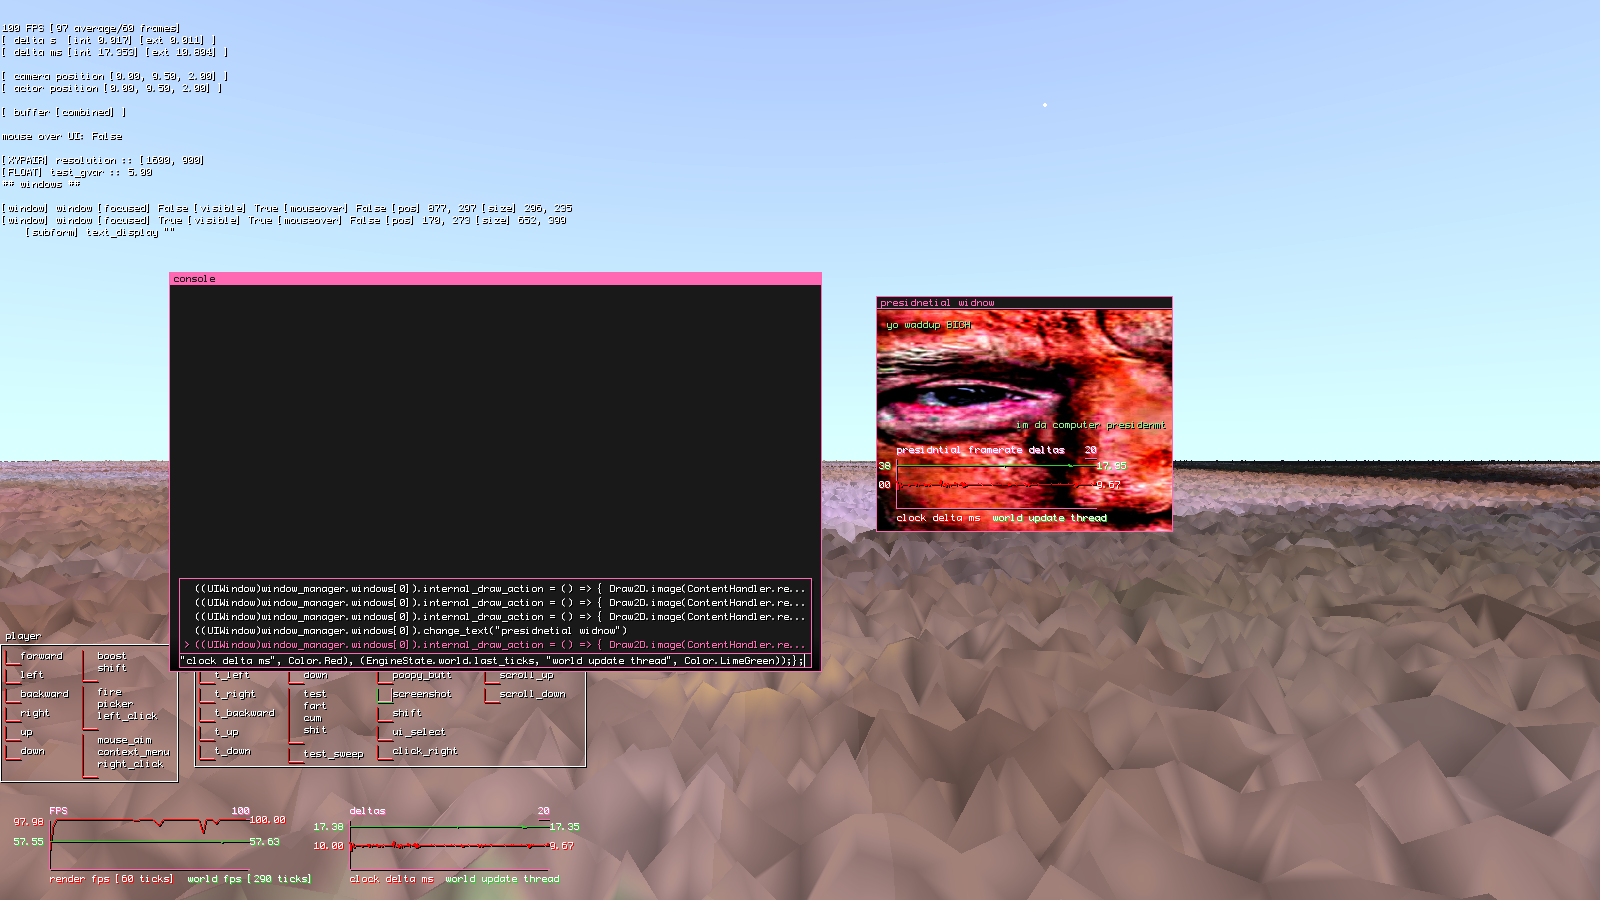 100 FPS [97 average/60 frames]
[ delta s  [int 0.017] [ext 0.011] ]
[ delta ms [int 17.353] [ext 10.804] ]
[ camera position [0.00, 9.50, 2.00] ]
[ actor position [0.00, 9.50, 2.00] ]
[ buffer [combined] ]
mouse over UI: False
[XYPAIR] resolution :: [1600, 900]
[FLOAT] test_gvar :: 5.00
## windows ##
[window] window [focused] False [visible] True [mouseover] False [pos] 877, 297 [size] 296, 235
[window] window [focused] True [visible] True [mouseover] False [pos] 170, 273 [size] 652, 399
[subform] text_display ""
console
presidnetial widnow
yo waddup BIGM
im da computer presidenmt
presidntial framerate deltas 20
38 17.35
00 9.67
clock delta ms world update thread
((UIWindow)window_manager.windows[0]).internal_draw_action = () => { Draw2D.image(ContentHandler.re...
((UIWindow)window_manager.windows[0]).internal_draw_action = () => { Draw2D.image(ContentHandler.re...
((UIWindow)window_manager.windows[0]).internal_draw_action = () => { Draw2D.image(ContentHandler.re...
((UIWindow)window_manager.windows[0]).change_text("presidnetial widnow")
> ((UIWindow)window_manager.windows[0]).internal_draw_action = () => { Draw2D.image(ContentHandler.re...
"clock delta ms", Color.Red), (EngineState.world.last_ticks, "world update thread", Color.LimeGreen));};
player
forward
left
backward
right
up
down
boost
shift
fire
picker
left_click
mouse_aim
context_menu
right_click
t_left
t_right
t_backward
t_up
t_down
down
test
fart
cum
shit
test_sweep
poopy_butt
screenshot
shift
ui_select
click_right
scroll_up
scroll_down
FPS 100
97.98 100.00
57.55 57.63
render fps [60 ticks] world fps [290 ticks]
deltas 20
17.38 17.35
10.00 9.67
clock delta ms world update thread